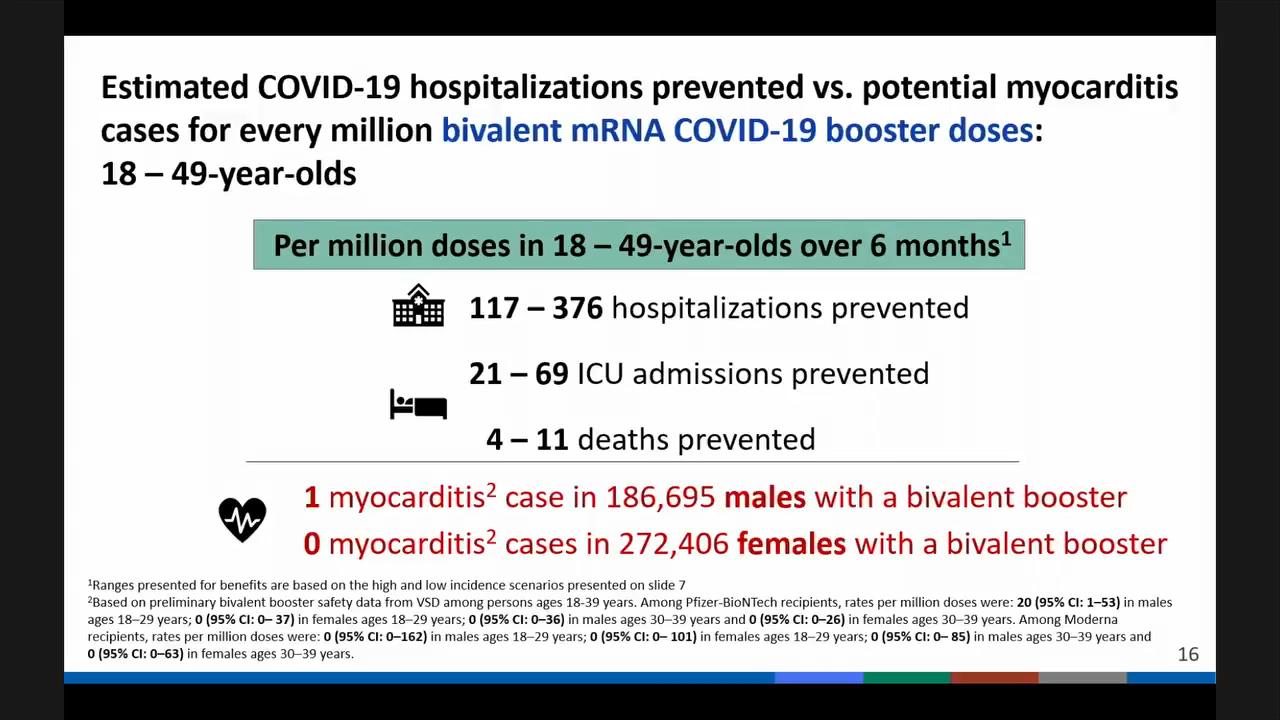 Estimated COVID-19 hospitalizations prevented vs. potential myocarditis
cases for every million bivalent mRNA COVID-19 booster doses:
18 – 49-year-olds
Per million doses in 18 – 49-year-olds over 6 months¹
117 – 376 hospitalizations prevented
21 – 69 ICU admissions prevented
4 – 11 deaths prevented
1 myocarditis² case in 186,695 males with a bivalent booster
0 myocarditis² cases in 272,406 females with a bivalent booster
¹Ranges presented for benefits are based on the high and low incidence scenarios presented on slide 7
²Based on preliminary bivalent booster safety data from VSD among persons ages 18-39 years. Among Pfizer-BioNTech recipients, rates per million doses were: 20 (95% CI: 1–53) in males
ages 18–29 years; 0 (95% CI: 0– 37) in females ages 18–29 years; 0 (95% CI: 0–36) in males ages 30–39 years and 0 (95% CI: 0–26) in females ages 30–39 years. Among Moderna
recipients, rates per million doses were: 0 (95% CI: 0–162) in males ages 18–29 years; 0 (95% CI: 0– 101) in females ages 18–29 years; 0 (95% CI: 0– 85) in males ages 30–39 years and
0 (95% CI: 0–63) in females ages 30–39 years.
16